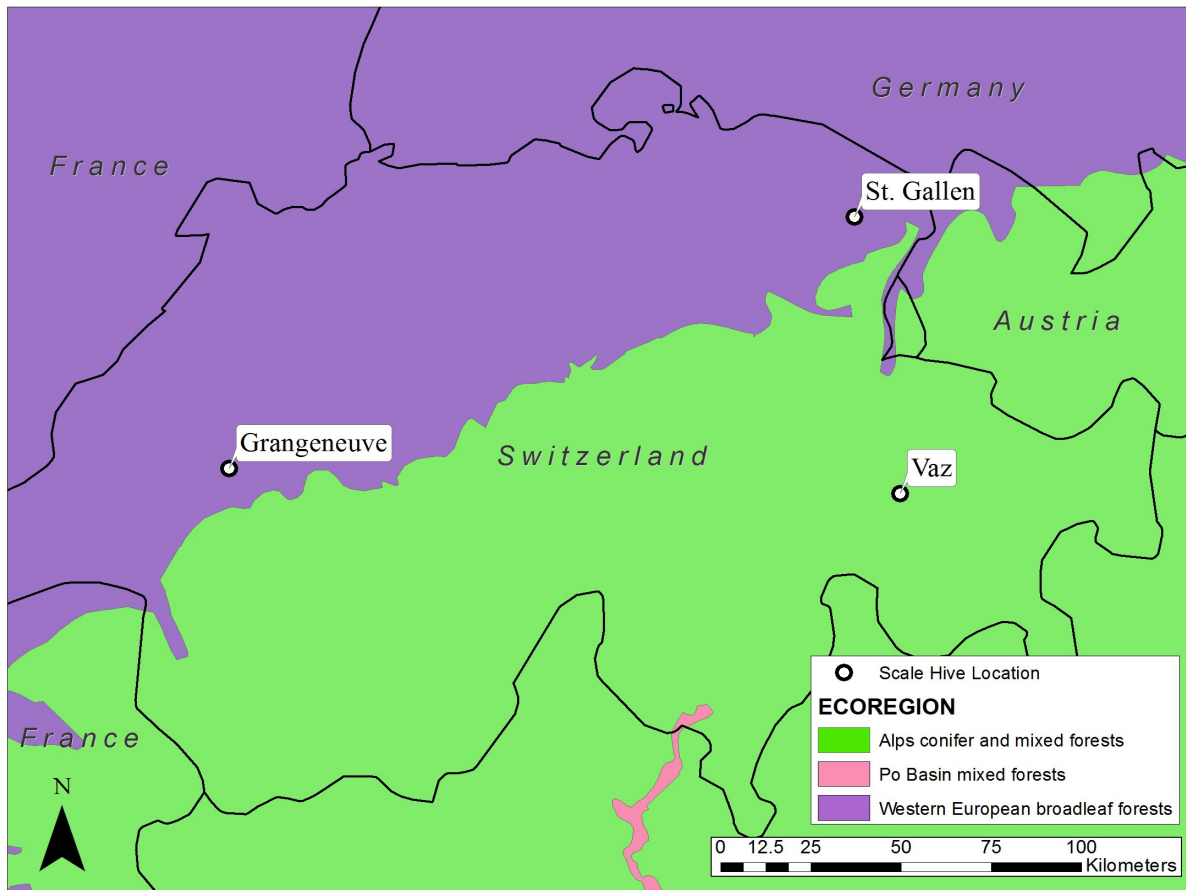 Germany
France
St. Gallen
Austria
Grangeneuve
Switzerland
Vaz
Scale Hive Location
ECOREGION
France
Alps conifer and mixed forests
Po Basin mixed forests
N
Western European broadleaf forests
0 12.5 25 50 75 100
Kilometers